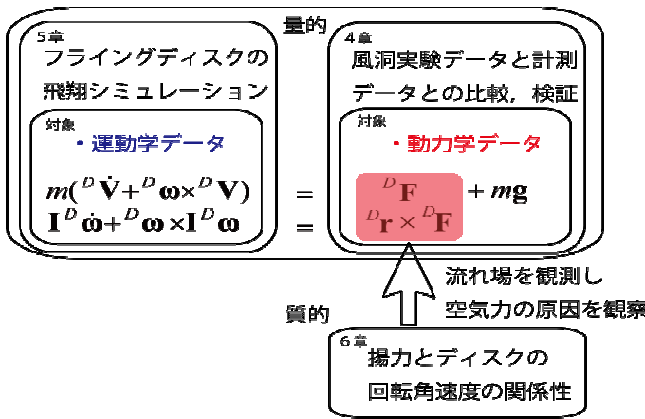 量的
5章
フライングディスクの
飛翔シミュレーション
対象
・運動学データ
m(ᴰV̇+ᴰω×ᴰV)
Iᴰω̇+ᴰω×Iᴰω
=
=
4章
風洞実験データと計測
データとの比較，検証
対象
・動力学データ
ᴰF + mg
ᴰr × ᴰF
流れ場を観測し
空気力の原因を観察
質的
6章
揚力とディスクの
回転角速度の関係性